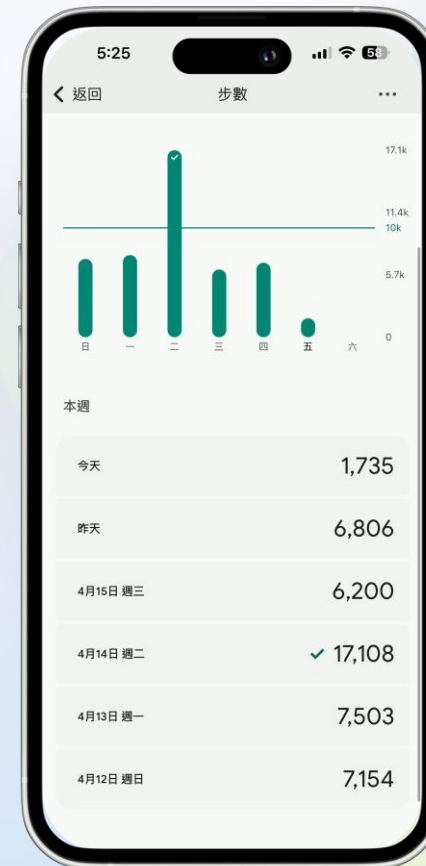 5:25
58
返回
步數
17.1k
11.4k
10k
5.7k
0
日 一 二 三 四 五 六
本週
今天 1,735
昨天 6,806
4月15日 週三 6,200
4月14日 週二 17,108
4月13日 週一 7,503
4月12日 週日 7,154